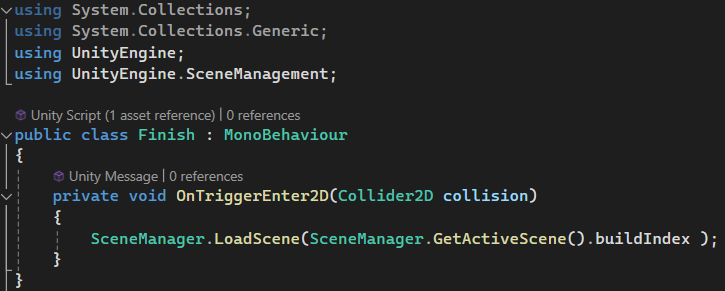 using System.Collections;
using System.Collections.Generic;
using UnityEngine;
using UnityEngine.SceneManagement;
Unity Script (1 asset reference) | 0 references
public class Finish : MonoBehaviour
{
Unity Message | 0 references
private void OnTriggerEnter2D(Collider2D collision)
{
SceneManager.LoadScene(SceneManager.GetActiveScene().buildIndex );
}
}